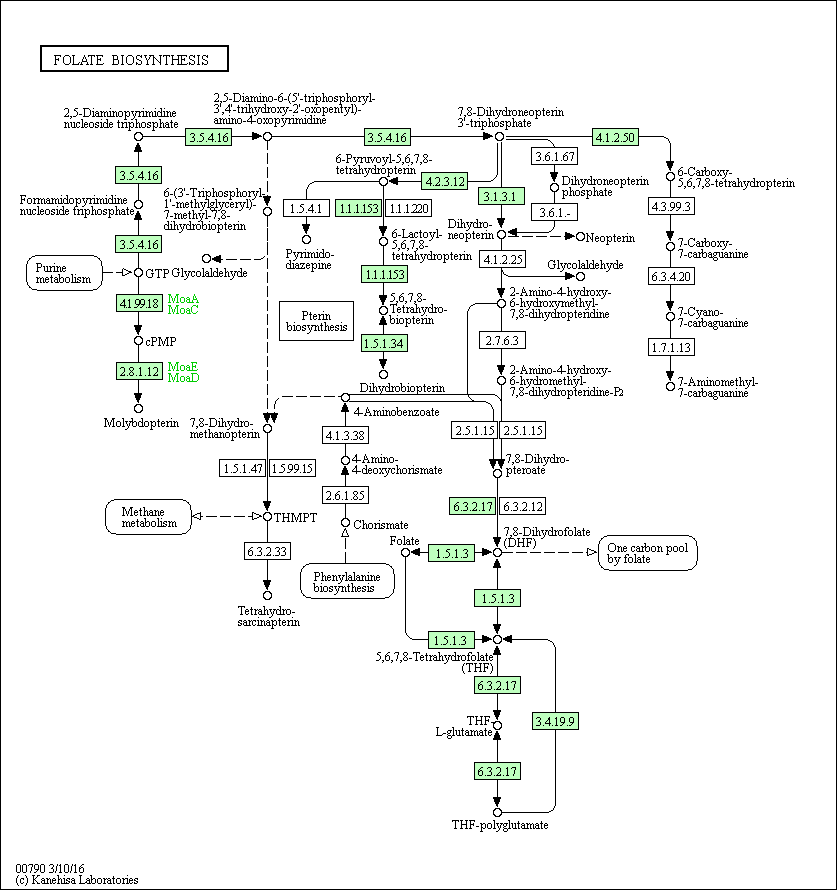 FOLATE BIOSYNTHESIS
2,5-Diaminopyrimidine
nucleoside triphosphate
2,5-Diamino-6-(5'-triphosphoryl-
3',4'-trihydroxy-2'-oxopentyl)-
amino-4-oxopyrimidine
7,8-Dihydroneopterin
3'-triphosphate
3.5.4.16
3.5.4.16
4.1.2.50
3.6.1.67
6-Pyruvoyl-5,6,7,8-
tetrahydropterin
3.5.4.16
4.2.3.12
3.1.3.1
Dihydroneopterin
phosphate
6-Carboxy-
5,6,7,8-tetrahydropterin
Formamidopyrimidine
nucleoside triphosphate
6-(3'-Triphosphoryl-
1'-methylglyceryl)-
7-methyl-7,8-
dihydrobiopterin
1.5.4.1
1.1.1.153
1.1.1.220
3.6.1.-
4.3.99.3
3.5.4.16
Pyrimido-
diazepine
6-Lactoyl-
5,6,7,8-
tetrahydropterin
Dihydro-
neopterin
Neopterin
7-Carboxy-
7-carbaguanine
Purine
metabolism
GTP
Glycolaldehyde
1.1.1.153
4.1.2.25
Glycolaldehyde
6.3.4.20
4.1.99.18
MoaA
MoaC
Pterin
biosynthesis
5,6,7,8-
Tetrahydro-
biopterin
2-Amino-4-hydroxy-
6-hydroxymethyl-
7,8-dihydropteridine
7-Cyano-
7-carbaguanine
cPMP
1.5.1.34
2.7.6.3
1.7.1.13
2.8.1.12
MoaE
MoaD
Dihydrobiopterin
2-Amino-4-hydroxy-
6-hydromethyl-
7,8-dihydropteridine-P2
7-Aminomethyl-
7-carbaguanine
Molybdopterin
7,8-Dihydro-
methanopterin
4-Aminobenzoate
4.1.3.38
2.5.1.15
2.5.1.15
1.5.1.47
1.5.99.15
4-Amino-
4-deoxychorismate
7,8-Dihydro-
pteroate
2.6.1.85
6.3.2.17
6.3.2.12
Methane
metabolism
THMPT
Chorismate
7,8-Dihydrofolate
(DHF)
6.3.2.33
Folate
1.5.1.3
One carbon pool
by folate
Phenylalanine
biosynthesis
Tetrahydro-
sarcinapterin
1.5.1.3
1.5.1.3
5,6,7,8-Tetrahydrofolate
(THF)
6.3.2.17
THF-
L-glutamate
3.4.19.9
6.3.2.17
THF-polyglutamate
00790 3/10/16
(c) Kanehisa Laboratories